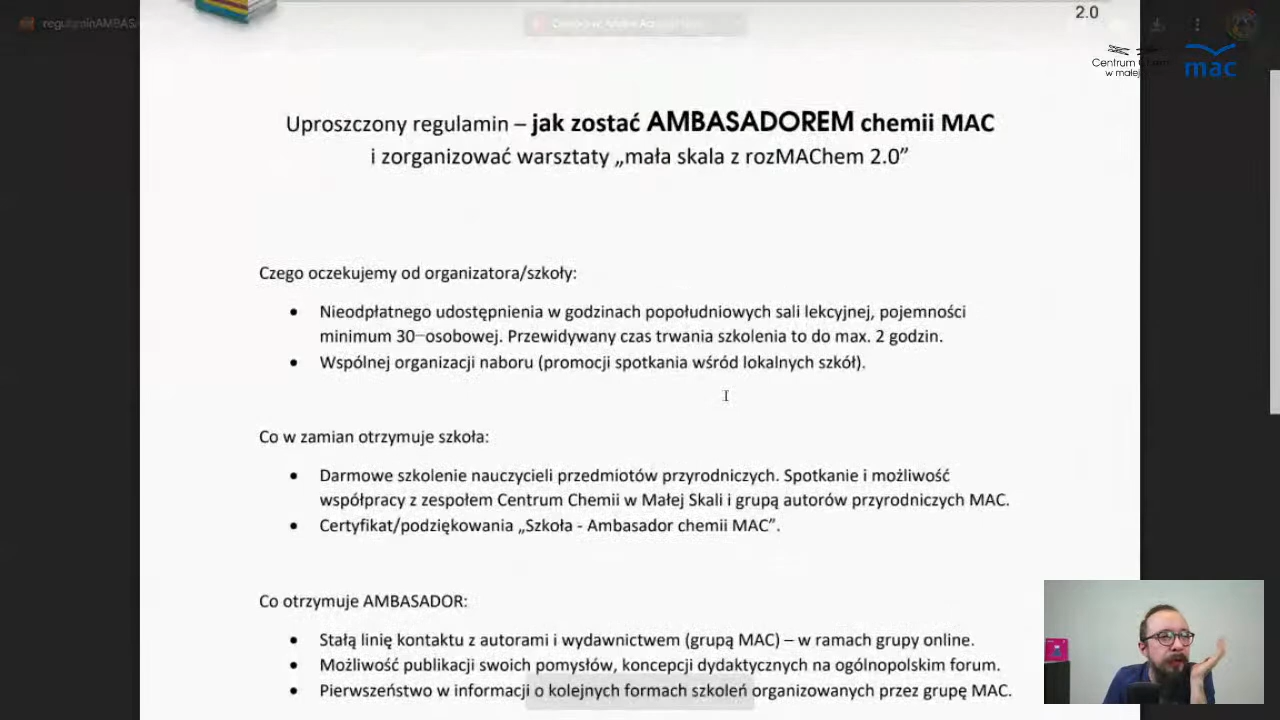 regulaminAMBAS
2.0
Centrum Chem
w małej
mac
Uproszczony regulamin – jak zostać AMBASADOREM chemii MAC
i zorganizować warsztaty „mała skala z rozMAChem 2.0”
Czego oczekujemy od organizatora/szkoły:
• Nieodpłatnego udostępnienia w godzinach popołudniowych sali lekcyjnej, pojemności
minimum 30–osobowej. Przewidywany czas trwania szkolenia to do max. 2 godzin.
• Wspólnej organizacji naboru (promocji spotkania wśród lokalnych szkół).
Co w zamian otrzymuje szkoła:
• Darmowe szkolenie nauczycieli przedmiotów przyrodniczych. Spotkanie i możliwość
współpracy z zespołem Centrum Chemii w Małej Skali i grupą autorów przyrodniczych MAC.
• Certyfikat/podziękowania „Szkoła - Ambasador chemii MAC”.
Co otrzymuje AMBASADOR:
• Stałą linię kontaktu z autorami i wydawnictwem (grupą MAC) – w ramach grupy online.
• Możliwość publikacji swoich pomysłów, koncepcji dydaktycznych na ogólnopolskim forum.
• Pierwszeństwo w informacji o kolejnych formach szkoleń organizowanych przez grupę MAC.